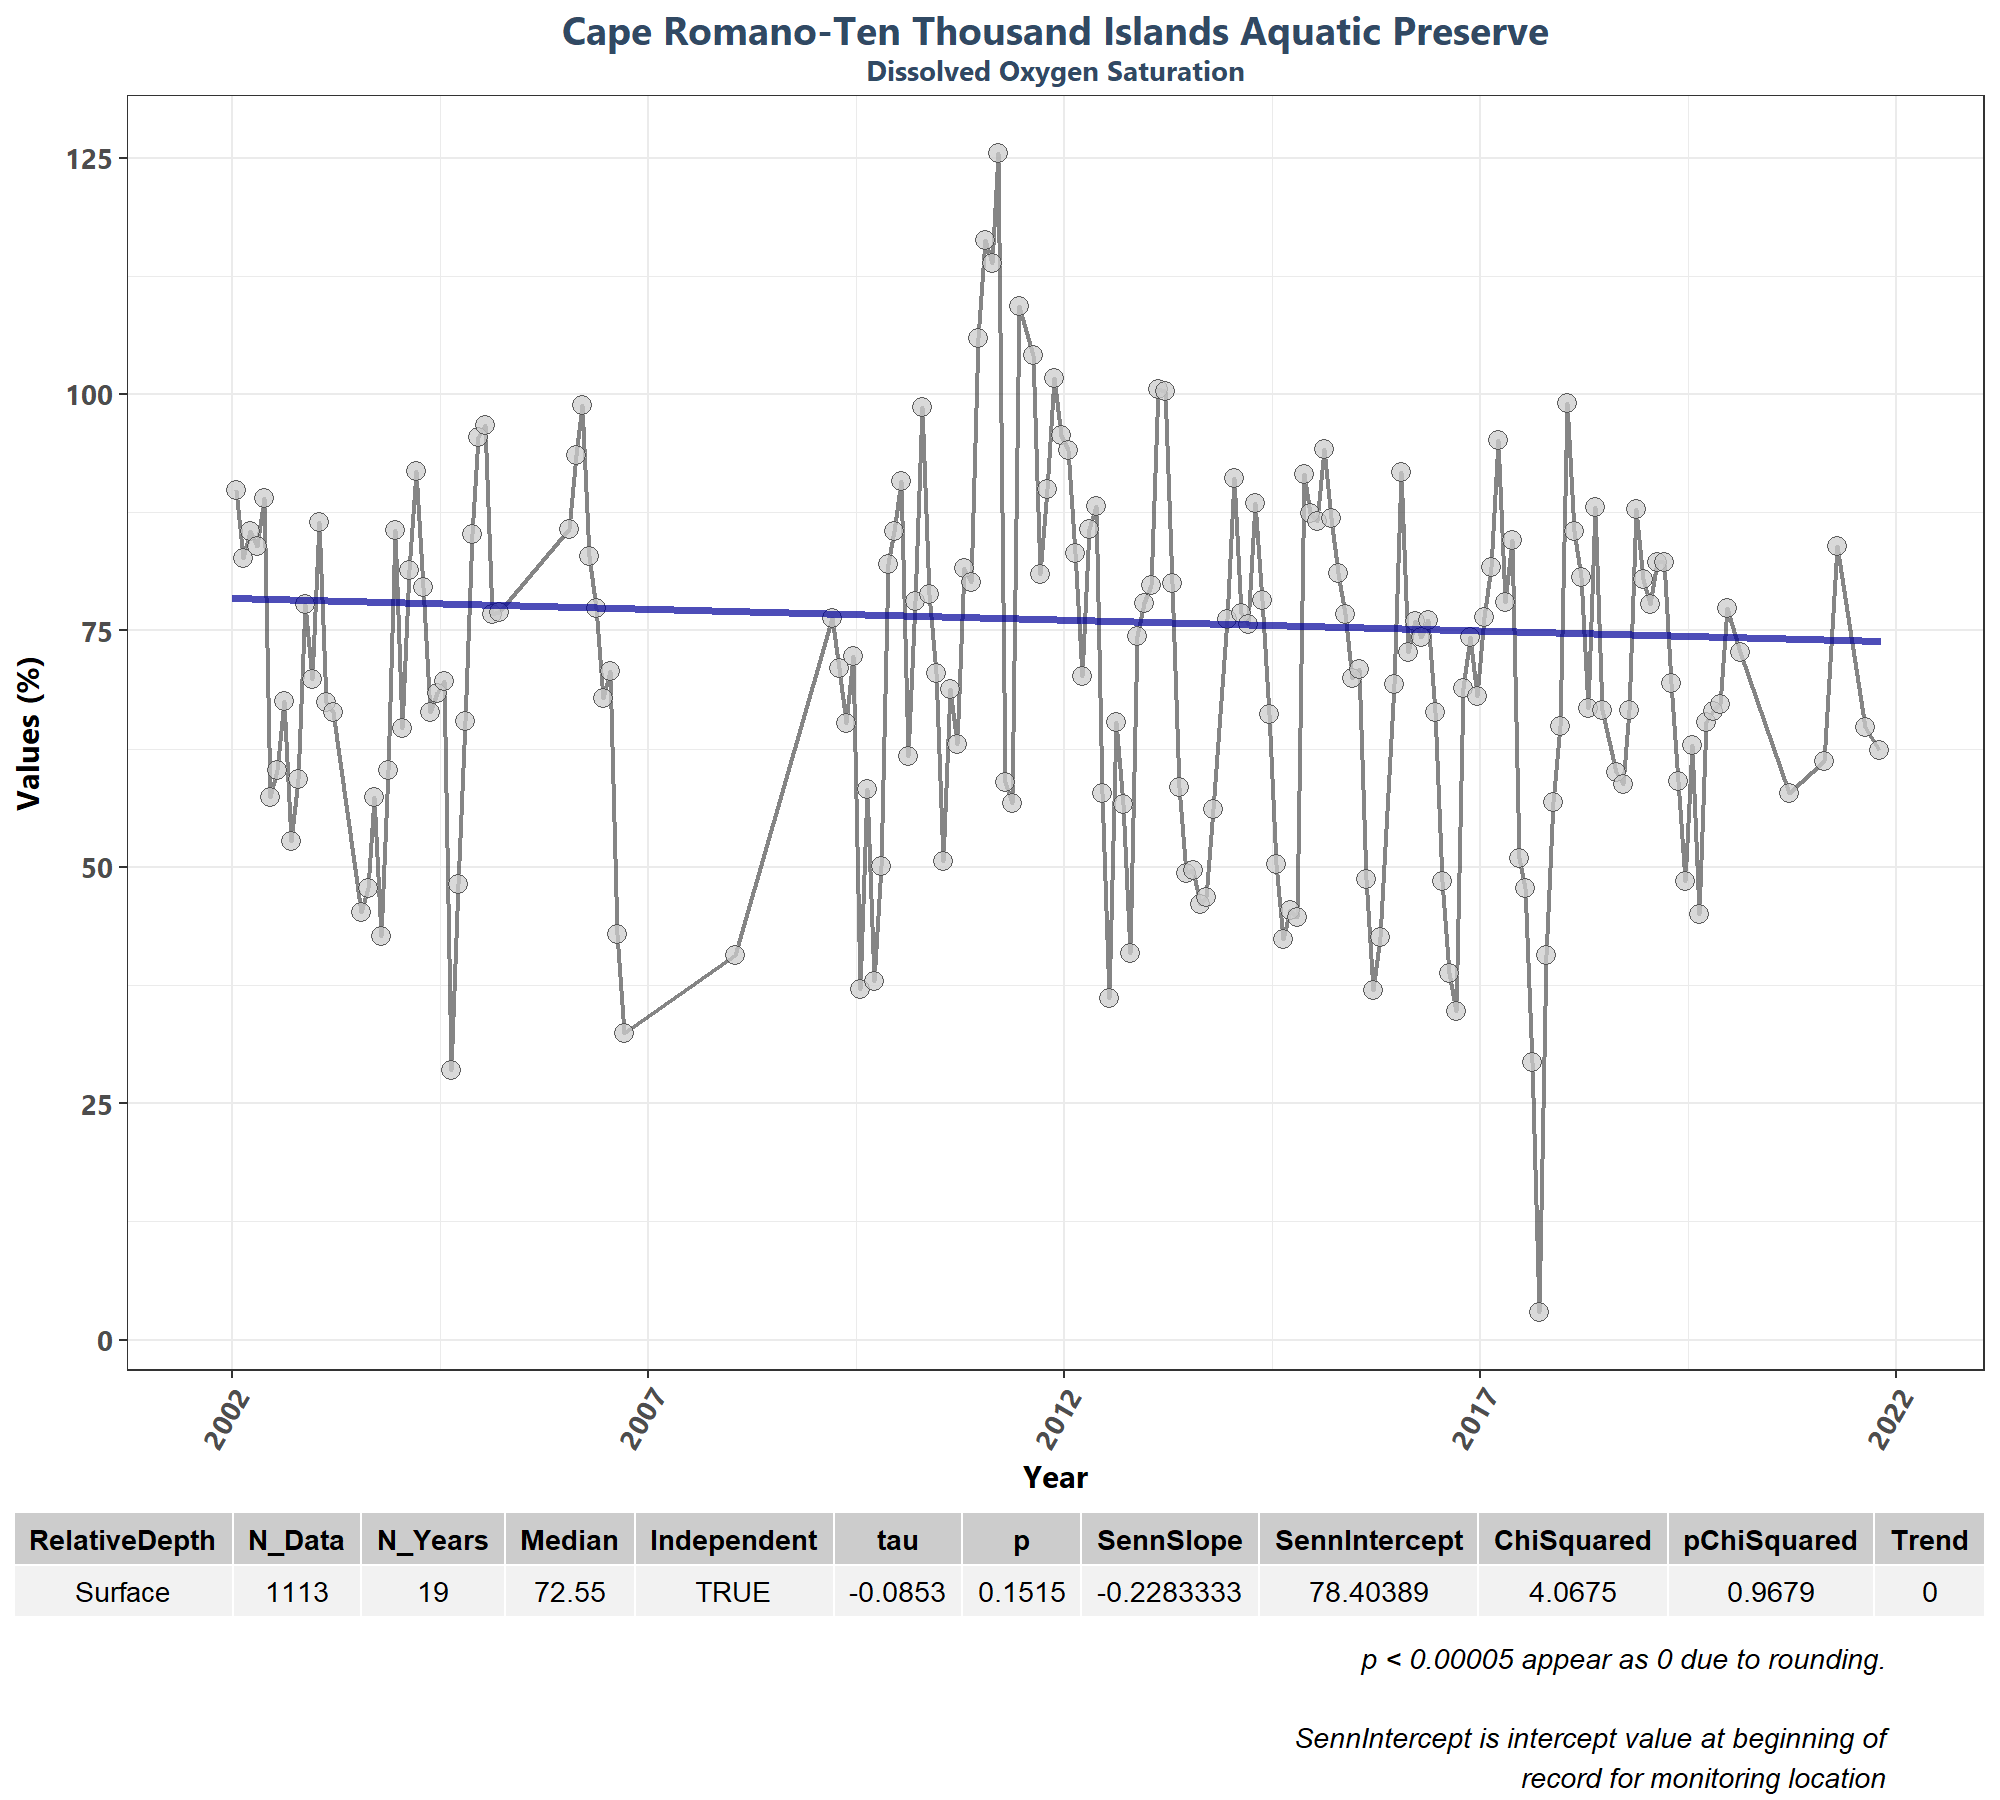 Cape Romano-Ten Thousand Islands Aquatic Preserve
Dissolved Oxygen Saturation
125
100
75
50
25
0
Values (%)
2002
2007
2012
2017
2022
Year
RelativeDepth N_Data N_Years Median Independent tau p SennSlope SennIntercept ChiSquared pChiSquared Trend
Surface 1113 19 72.55 TRUE -0.0853 0.1515 -0.2283333 78.40389 4.0675 0.9679 0
p < 0.00005 appear as 0 due to rounding.
SennIntercept is intercept value at beginning of
record for monitoring location